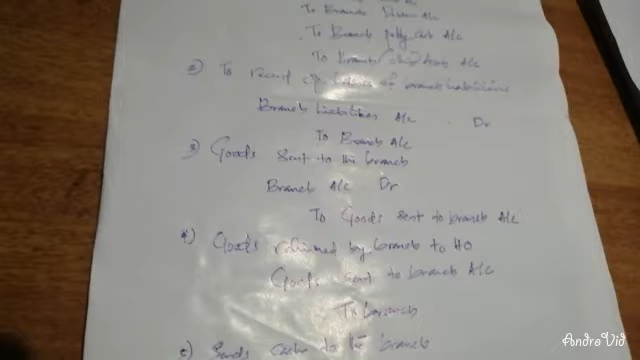 To Branch A/c
To Branch petty cash A/c
To Branch A/c
2) To record of branch liabilities
Branch liabilities A/c Dr
To Branch A/c
3) Goods sent to the branch
Branch A/c Dr
To Goods sent to branch A/c
4) Goods returned by branch to HO
Goods sent to branch A/c
To branch
5) Sends cash to the branch
AndroVid